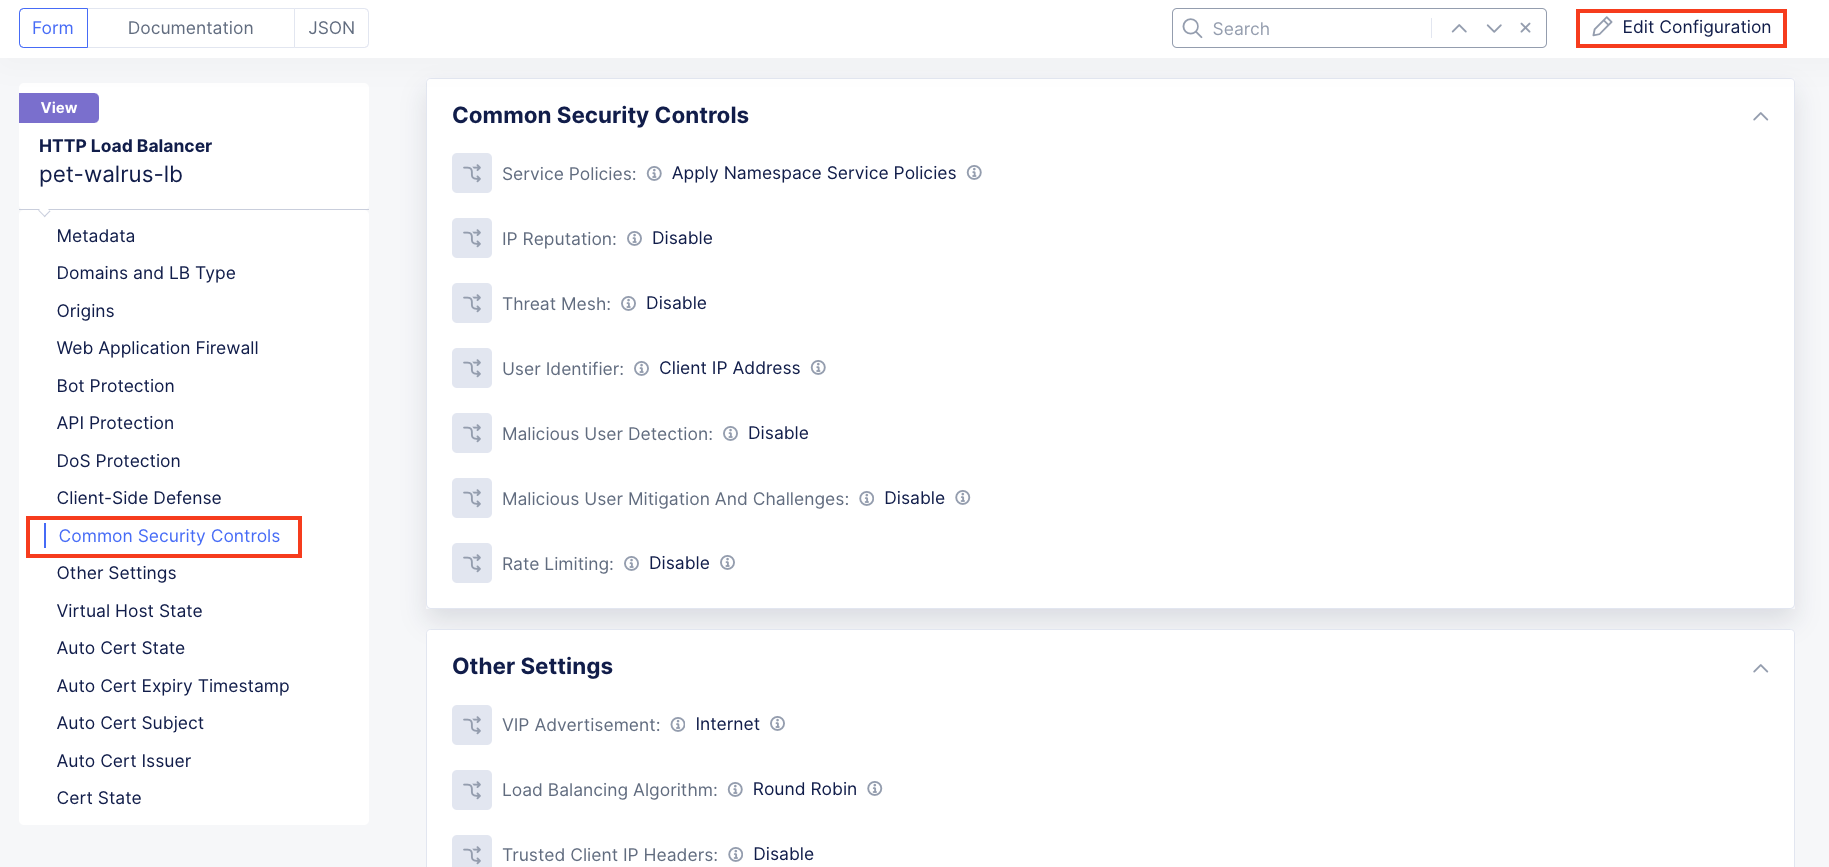 Form Documentation JSON Search Edit Configuration
View
HTTP Load Balancer
pet-walrus-lb
Metadata
Domains and LB Type
Origins
Web Application Firewall
Bot Protection
API Protection
DoS Protection
Client-Side Defense
Common Security Controls
Other Settings
Virtual Host State
Auto Cert State
Auto Cert Expiry Timestamp
Auto Cert Subject
Auto Cert Issuer
Cert State
Common Security Controls
Service Policies: Apply Namespace Service Policies
IP Reputation: Disable
Threat Mesh: Disable
User Identifier: Client IP Address
Malicious User Detection: Disable
Malicious User Mitigation And Challenges: Disable
Rate Limiting: Disable
Other Settings
VIP Advertisement: Internet
Load Balancing Algorithm: Round Robin
Trusted Client IP Headers: Disable